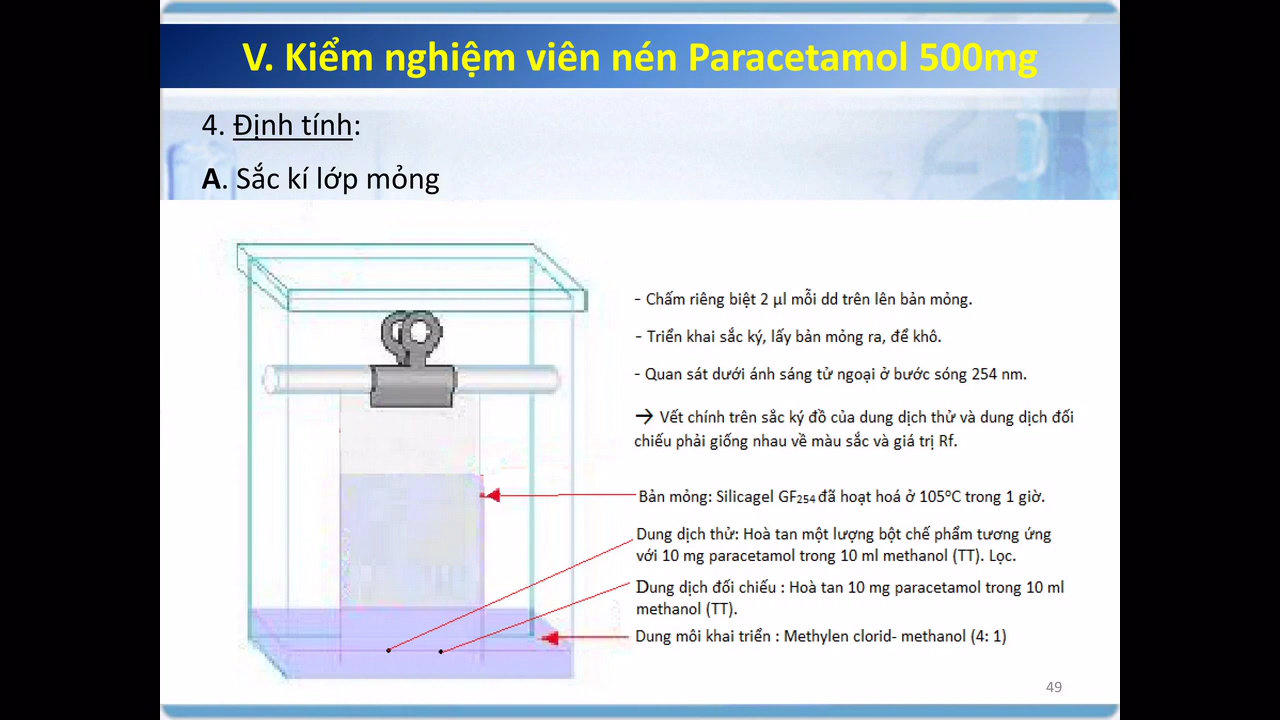 V. Kiểm nghiệm viên nén Paracetamol 500mg
4. Định tính:
A. Sắc kí lớp mỏng
- Chấm riêng biệt 2 µl mỗi dd trên lên bản mỏng.
- Triển khai sắc ký, lấy bản mỏng ra, để khô.
- Quan sát dưới ánh sáng tử ngoại ở bước sóng 254 nm.
→ Vết chính trên sắc ký đồ của dung dịch thử và dung dịch đối
chiếu phải giống nhau về màu sắc và giá trị Rf.
Bản mỏng: Silicagel GF254 đã hoạt hoá ở 105°C trong 1 giờ.
Dung dịch thử: Hoà tan một lượng bột chế phẩm tương ứng
với 10 mg paracetamol trong 10 ml methanol (TT). Lọc.
Dung dịch đối chiếu : Hoà tan 10 mg paracetamol trong 10 ml
methanol (TT).
Dung môi khai triển : Methylen clorid- methanol (4: 1)
49